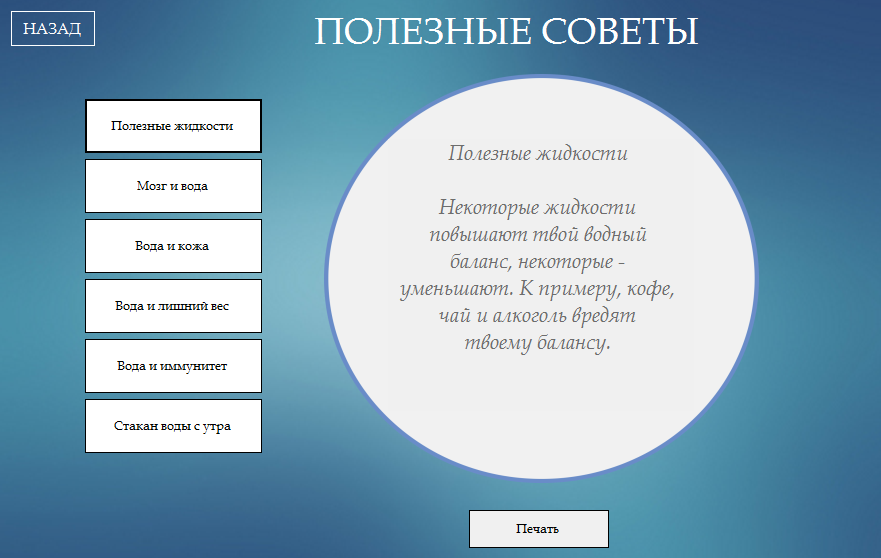 НАЗАД
ПОЛЕЗНЫЕ СОВЕТЫ
Полезные жидкости
Мозг и вода
Вода и кожа
Вода и лишний вес
Вода и иммунитет
Стакан воды с утра
Полезные жидкости
Некоторые жидкости
повышают твой водный
баланс, некоторые -
уменьшают. К примеру, кофе,
чай и алкоголь вредят
твоему балансу.
Печать